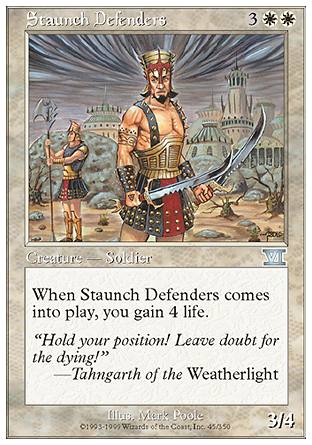 Staunch Defenders 3
Creature — Soldier VI
When Staunch Defenders comes
into play, you gain 4 life.
"Hold your position! Leave doubt for
the dying!"
—Tahngarth of the Weatherlight
Illus. Mark Poole
©1993-1999 Wizards of the Coast, Inc. 45/350
3/4